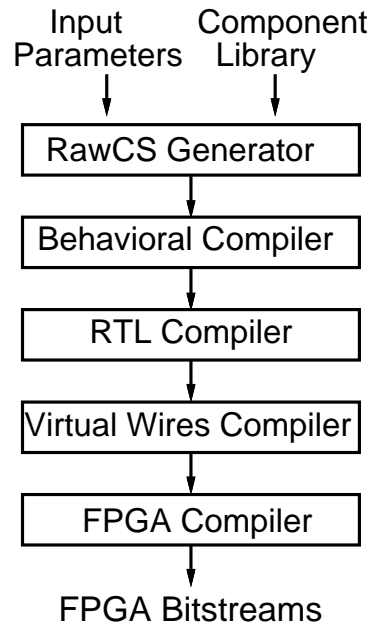 Input
Parameters
Component
Library
RawCS Generator
Behavioral Compiler
RTL Compiler
Virtual Wires Compiler
FPGA Compiler
FPGA Bitstreams